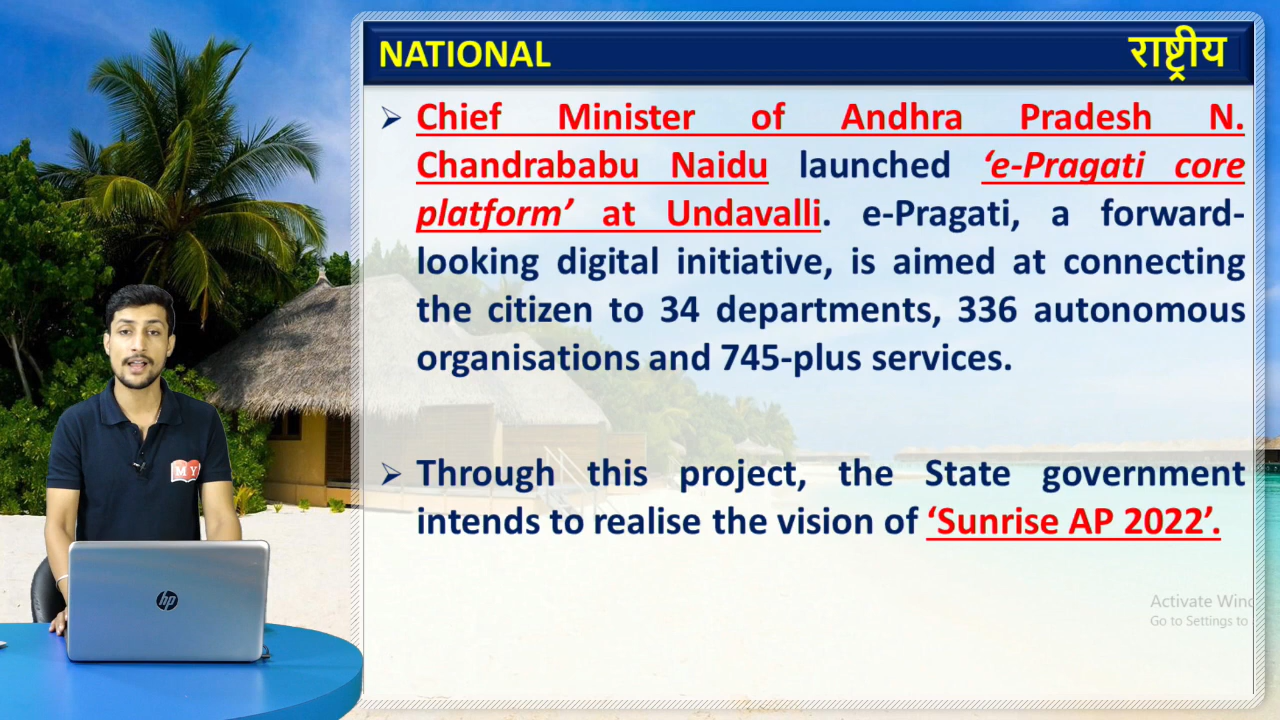 NATIONAL राष्ट्रीय
➢ Chief Minister of Andhra Pradesh N.
Chandrababu Naidu launched ‘e-Pragati core
platform’ at Undavalli. e-Pragati, a forward-
looking digital initiative, is aimed at connecting
the citizen to 34 departments, 336 autonomous
organisations and 745-plus services.
➢ Through this project, the State government
intends to realise the vision of ‘Sunrise AP 2022’.
MY
hp
Activate Wind
Go to Settings to